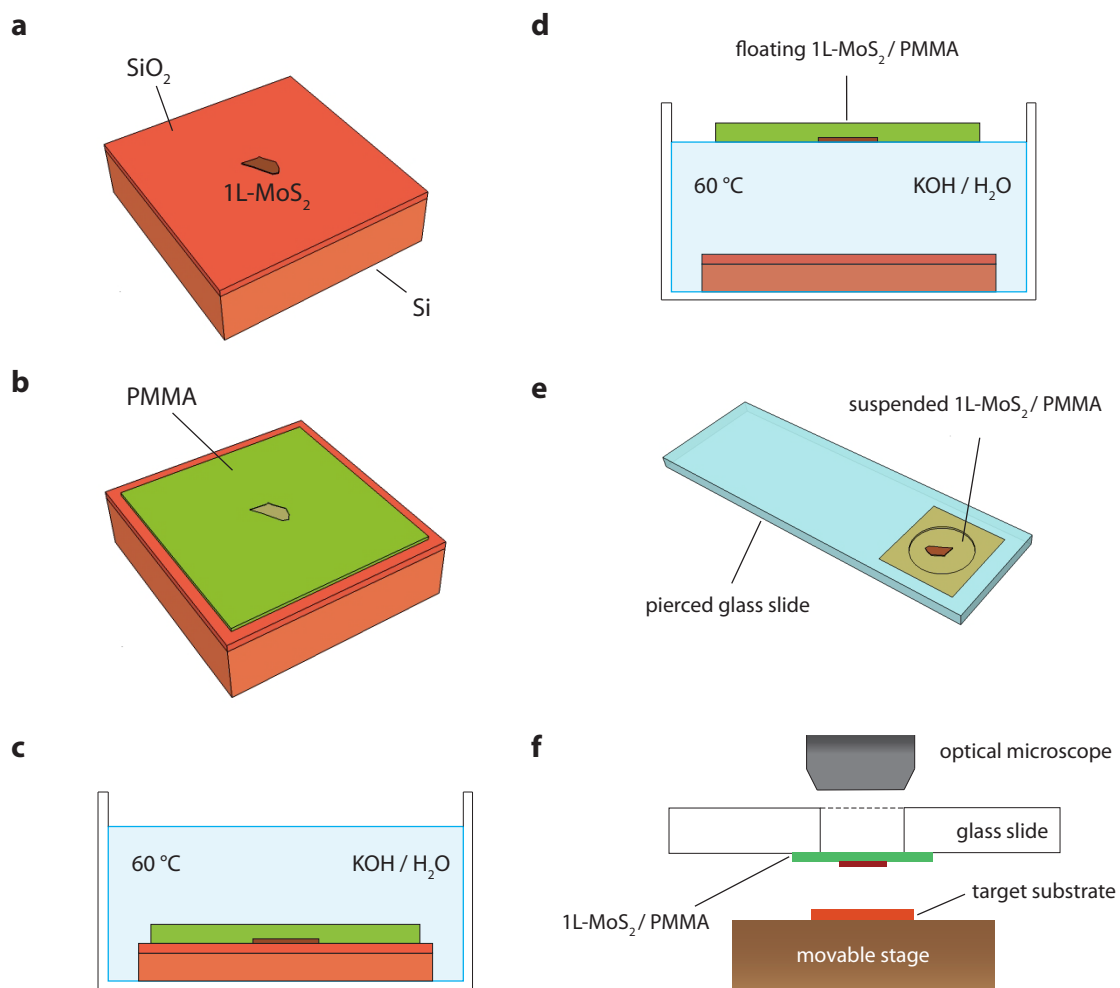 a
SiO₂
1L-MoS₂
Si
b
PMMA
c
60 °C
KOH / H₂O
d
floating 1L-MoS₂ / PMMA
60 °C
KOH / H₂O
e
suspended 1L-MoS₂ / PMMA
pierced glass slide
f
optical microscope
glass slide
target substrate
1L-MoS₂ / PMMA
movable stage